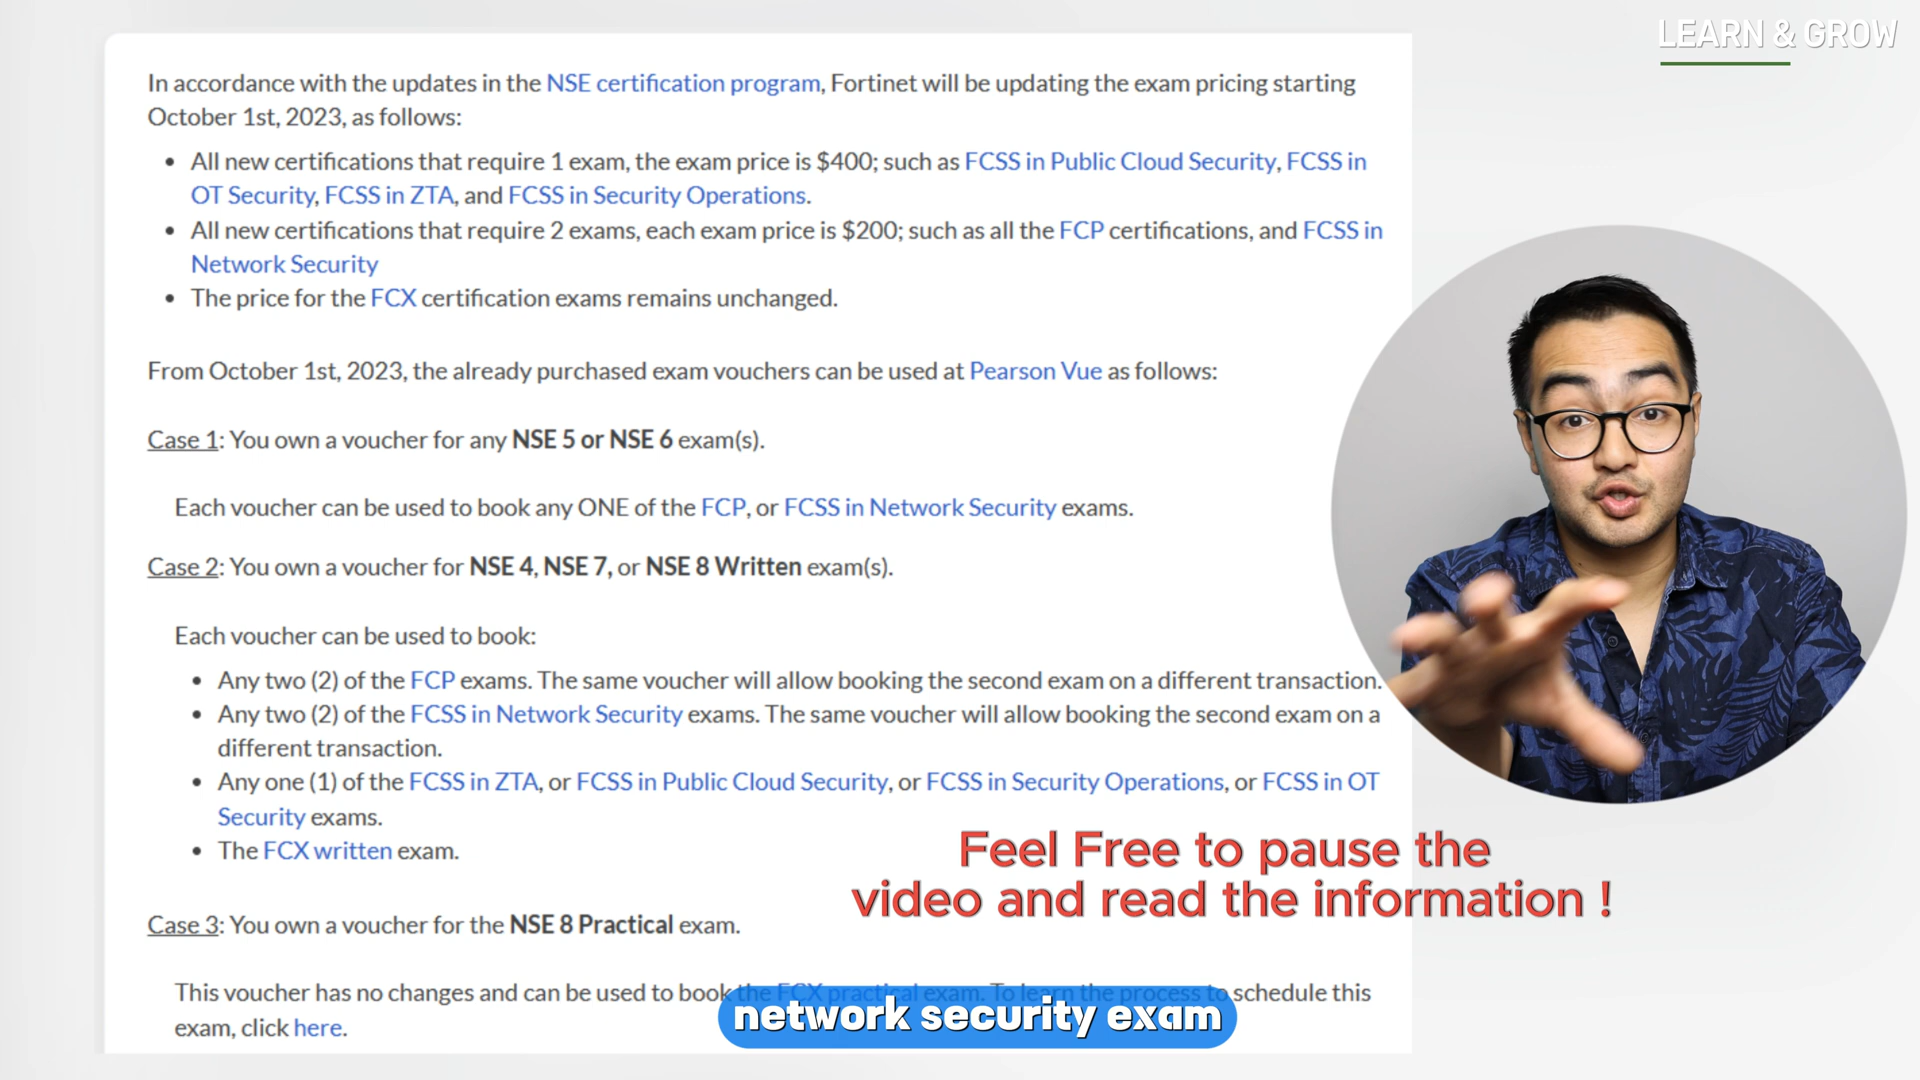 LEARN & GROW
In accordance with the updates in the NSE certification program, Fortinet will be updating the exam pricing starting
October 1st, 2023, as follows:
• All new certifications that require 1 exam, the exam price is $400; such as FCSS in Public Cloud Security, FCSS in
OT Security, FCSS in ZTA, and FCSS in Security Operations.
• All new certifications that require 2 exams, each exam price is $200; such as all the FCP certifications, and FCSS in
Network Security
• The price for the FCX certification exams remains unchanged.
From October 1st, 2023, the already purchased exam vouchers can be used at Pearson Vue as follows:
Case 1: You own a voucher for any NSE 5 or NSE 6 exam(s).
Each voucher can be used to book any ONE of the FCP, or FCSS in Network Security exams.
Case 2: You own a voucher for NSE 4, NSE 7, or NSE 8 Written exam(s).
Each voucher can be used to book:
• Any two (2) of the FCP exams. The same voucher will allow booking the second exam on a different transaction.
• Any two (2) of the FCSS in Network Security exams. The same voucher will allow booking the second exam on a
different transaction.
• Any one (1) of the FCSS in ZTA, or FCSS in Public Cloud Security, or FCSS in Security Operations, or FCSS in OT
Security exams.
• The FCX written exam.
Feel Free to pause the
video and read the information !
Case 3: You own a voucher for the NSE 8 Practical exam.
This voucher has no changes and can be used to book the FCX practical exam. To learn the process to schedule this
exam, click here.
network security exam